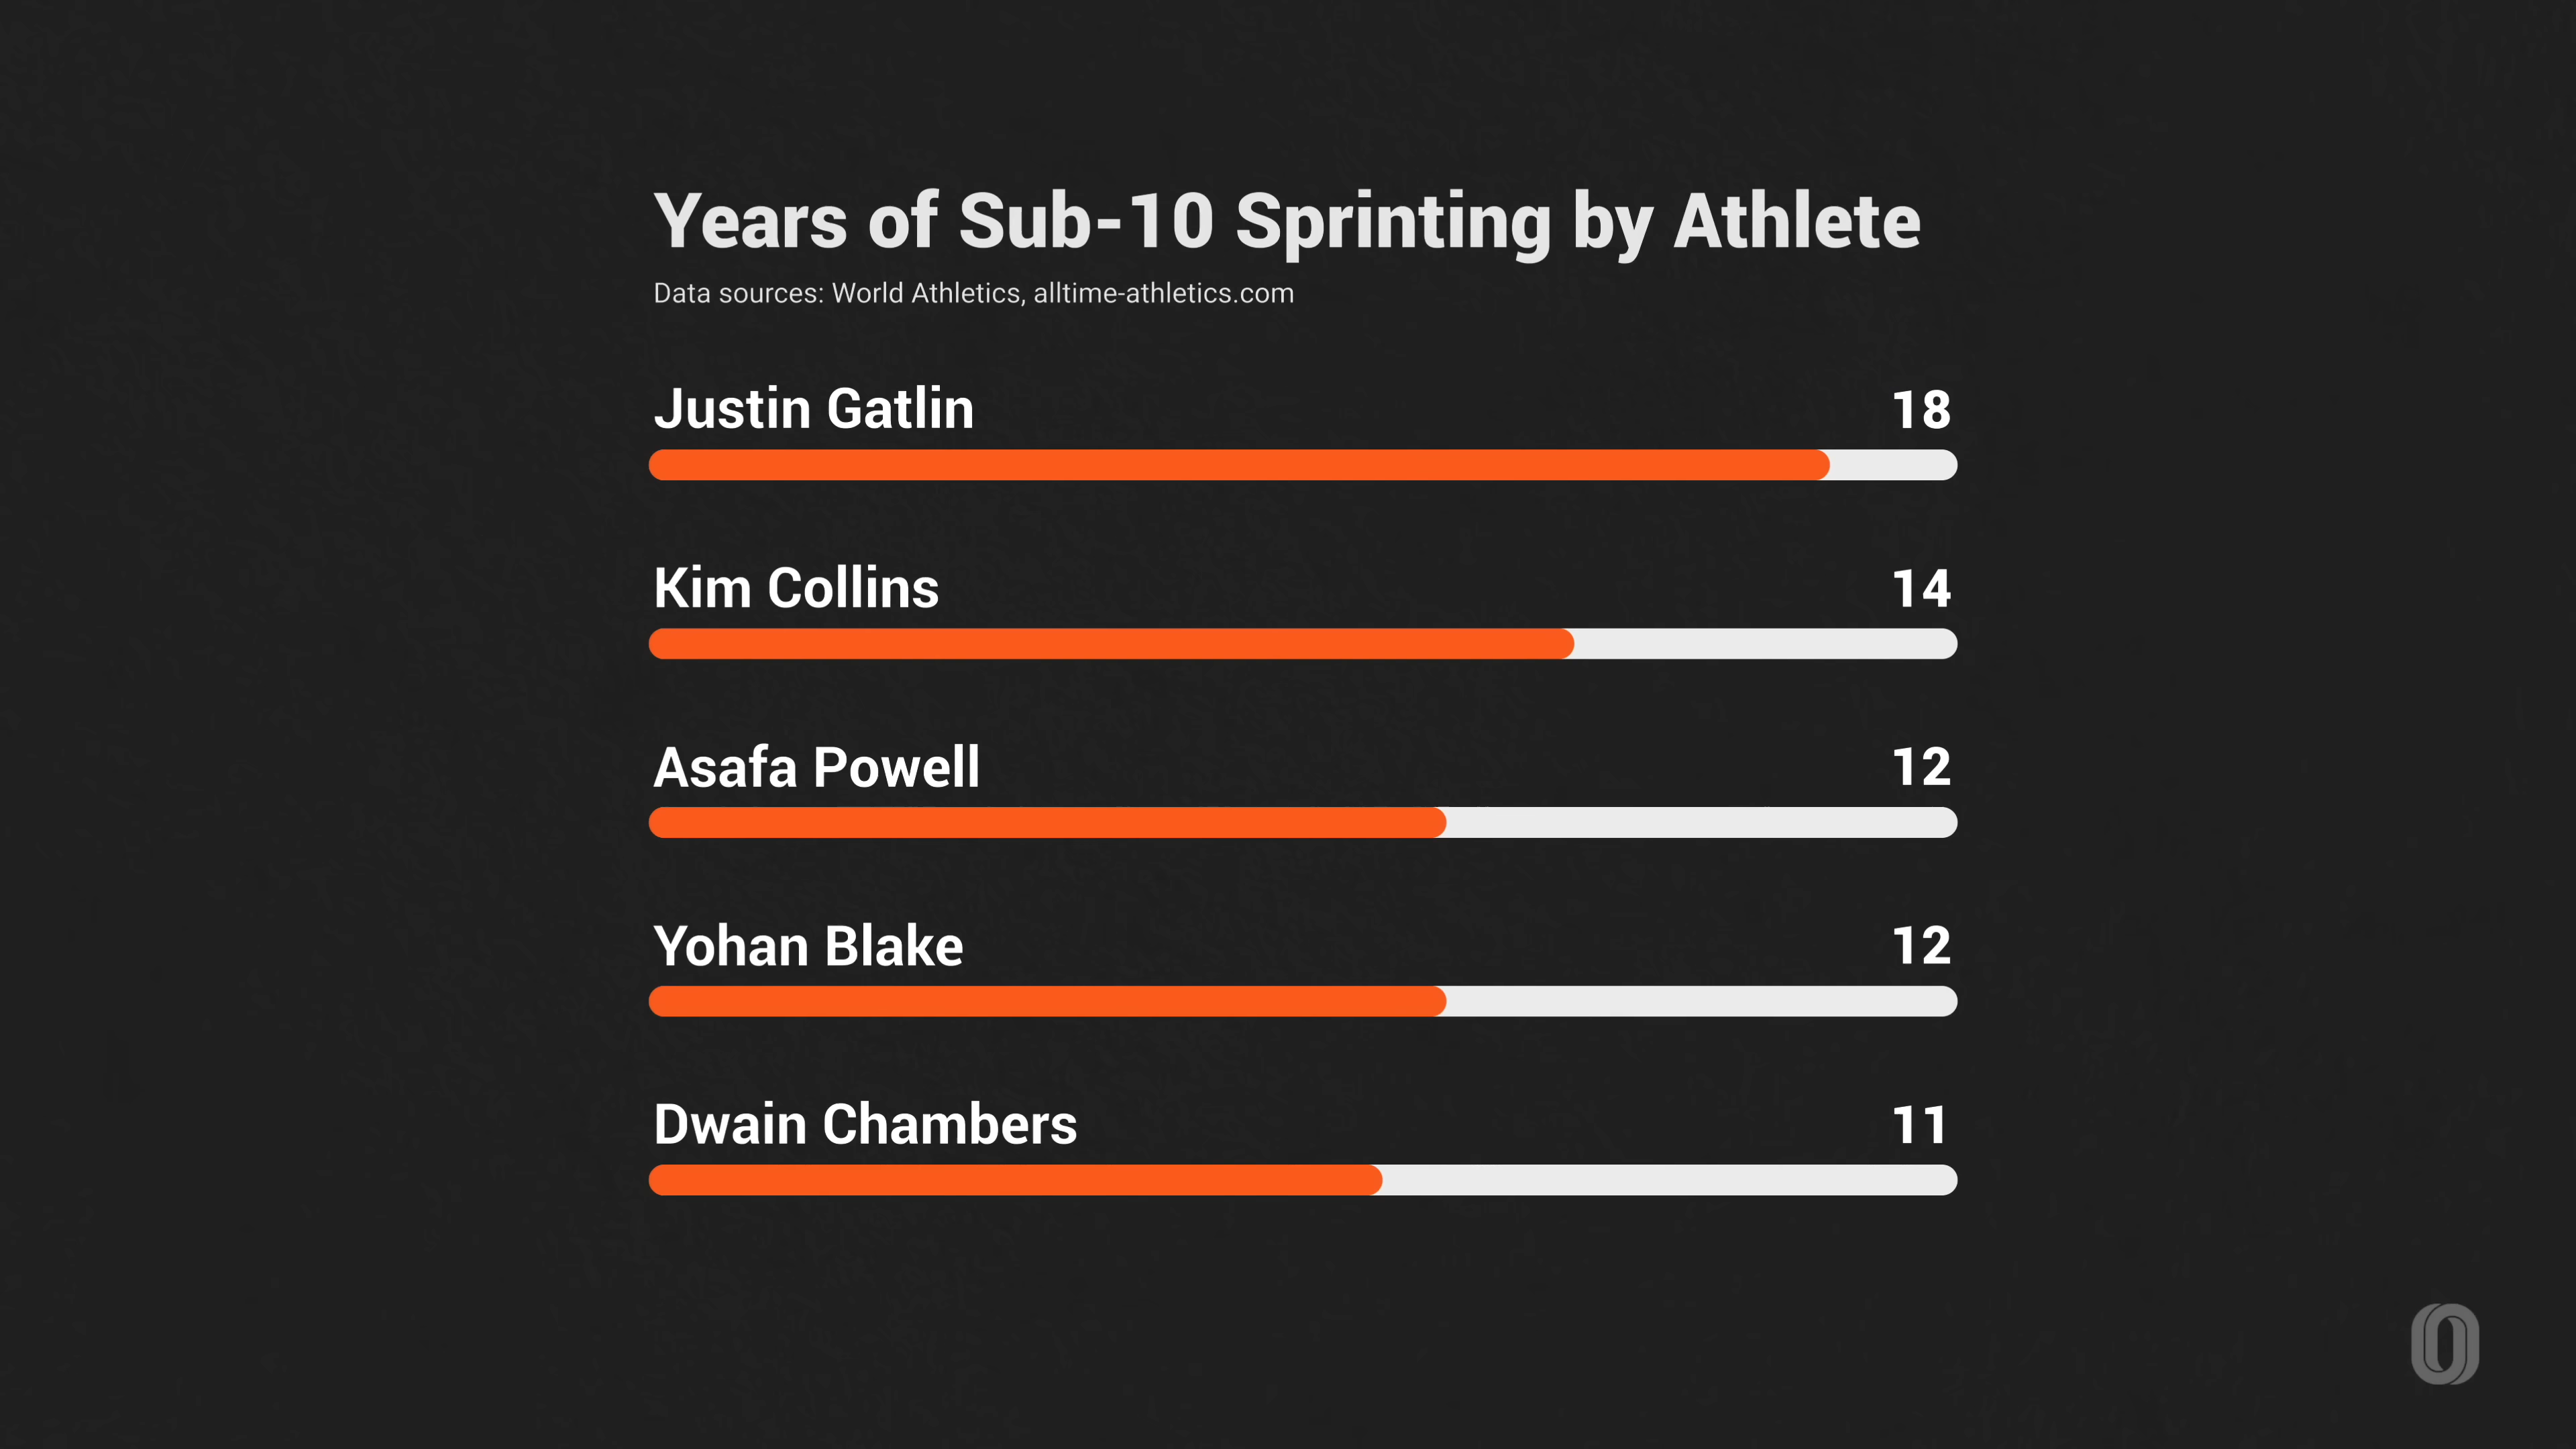 Years of Sub-10 Sprinting by Athlete
Data sources: World Athletics, alltime-athletics.com
Justin Gatlin 18
Kim Collins 14
Asafa Powell 12
Yohan Blake 12
Dwain Chambers 11